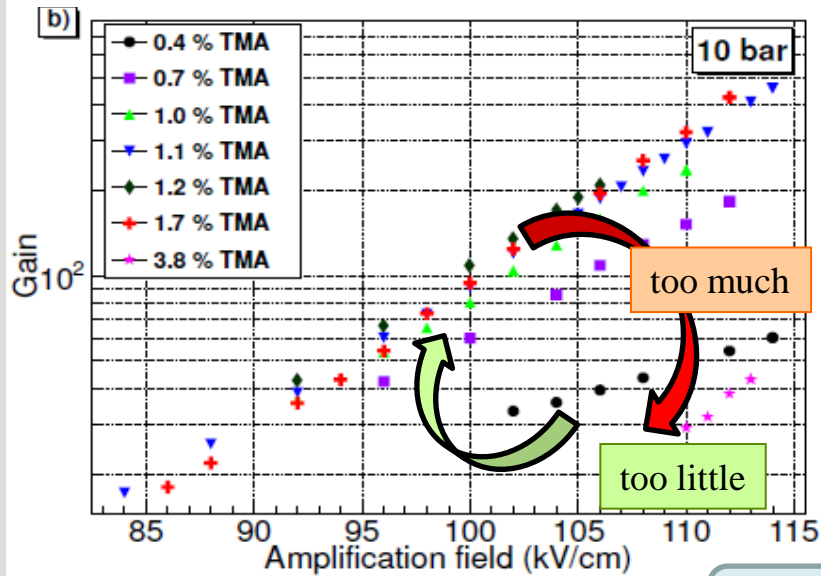 b)
0.4 % TMA
0.7 % TMA
1.0 % TMA
1.1 % TMA
1.2 % TMA
1.7 % TMA
3.8 % TMA
10 bar
Gain
10²
too much
too little
85 90 95 100 105 110 115
Amplification field (kV/cm)